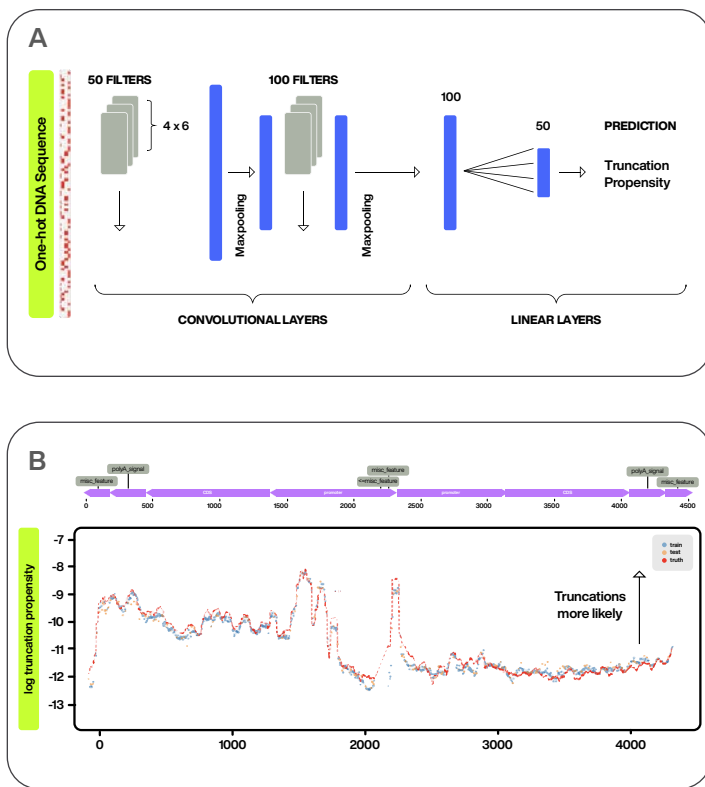 A
50 FILTERS
100 FILTERS
4 x 6
100
50
PREDICTION
Truncation
Propensity
One-hot DNA Sequence
Maxpooling
Maxpooling
CONVOLUTIONAL LAYERS
LINEAR LAYERS
B
misc_feature
polyA_signal
misc_feature
<=misc_feature
polyA_signal
misc_feature
CDS
promoter
promoter
CDS
0
500
1000
1500
2000
2500
3000
3500
4000
4500
log truncation propensity
-7
-8
-9
-10
-11
-12
-13
train
test
truth
Truncations
more likely
0
1000
2000
3000
4000